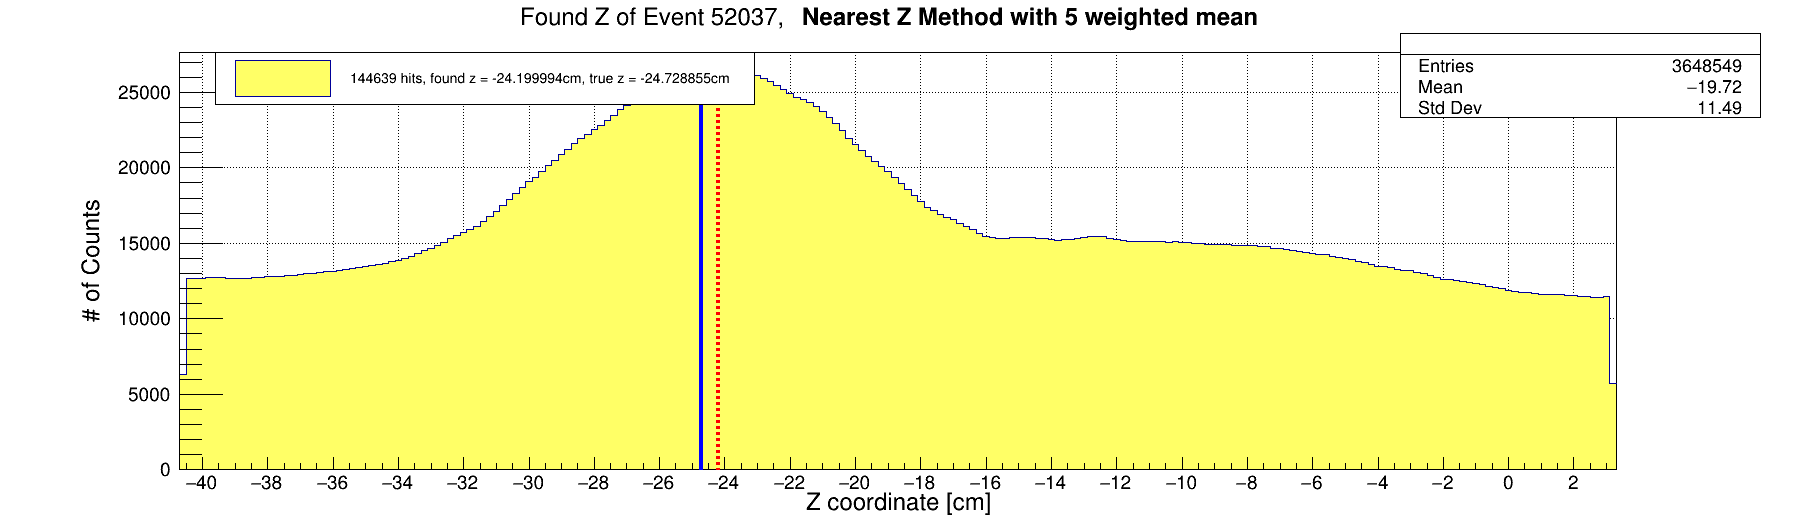 Found Z of Event 52037, Nearest Z Method with 5 weighted mean
144639 hits, found z = -24.199994cm, true z = -24.728855cm
Entries 3648549
Mean −19.72
Std Dev 11.49
# of Counts
25000
20000
15000
10000
5000
0
−40 −38 −36 −34 −32 −30 −28 −26 −24 −22 −20 −18 −16 −14 −12 −10 −8 −6 −4 −2 0 2
Z coordinate [cm]